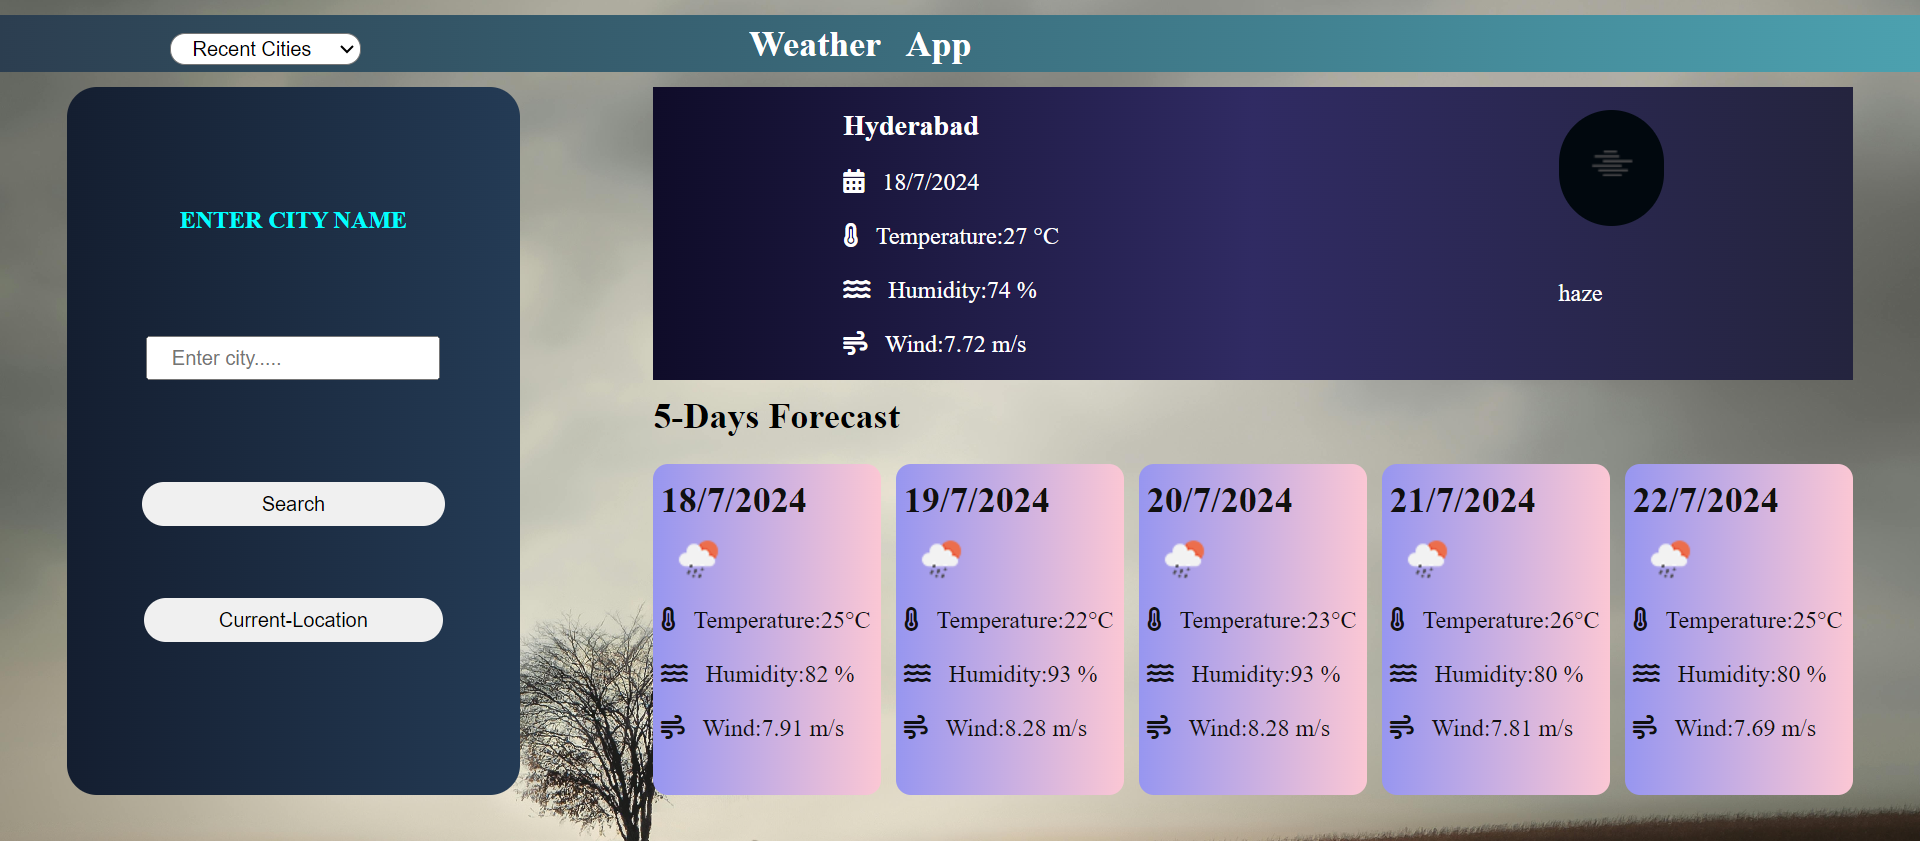 Recent Cities
Weather App
ENTER CITY NAME
Enter city.....
Search
Current-Location
Hyderabad
18/7/2024
Temperature:27 °C
Humidity:74 %
Wind:7.72 m/s
haze
5-Days Forecast
18/7/2024
Temperature:25°C
Humidity:82 %
Wind:7.91 m/s
19/7/2024
Temperature:22°C
Humidity:93 %
Wind:8.28 m/s
20/7/2024
Temperature:23°C
Humidity:93 %
Wind:8.28 m/s
21/7/2024
Temperature:26°C
Humidity:80 %
Wind:7.81 m/s
22/7/2024
Temperature:25°C
Humidity:80 %
Wind:7.69 m/s